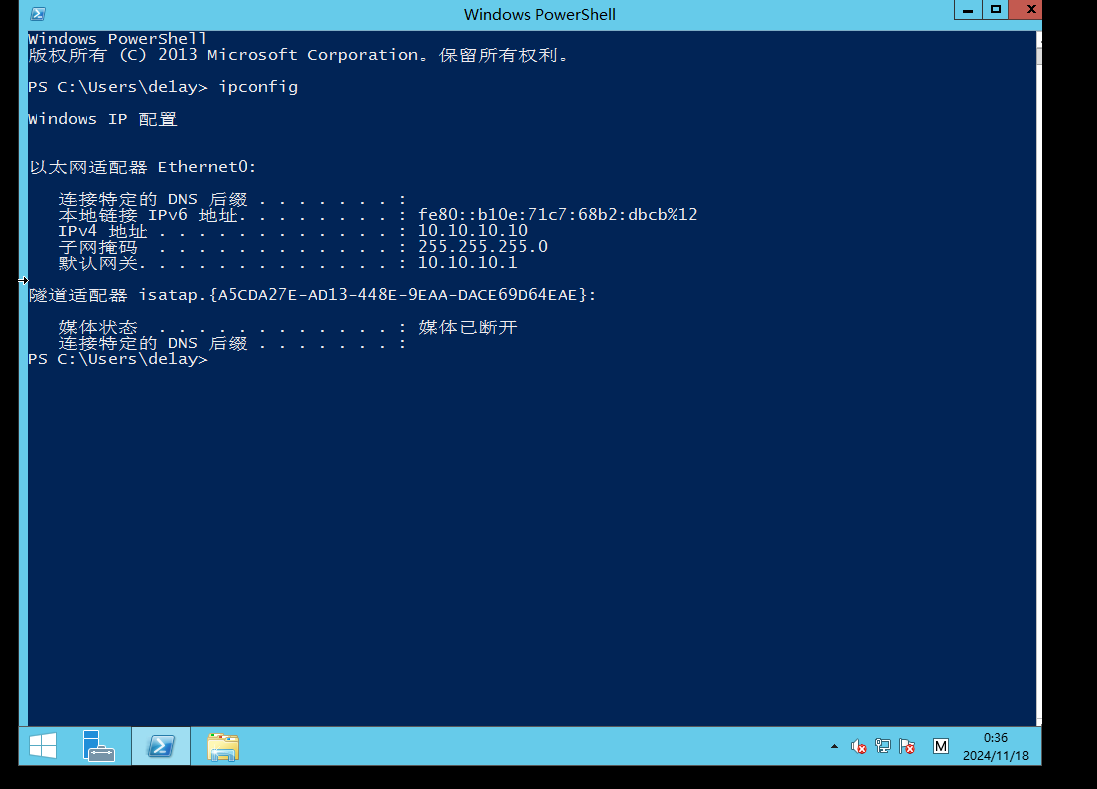 Windows PowerShell
Windows PowerShell
版权所有 (C) 2013 Microsoft Corporation。保留所有权利。
PS C:\Users\delay> ipconfig
Windows IP 配置
以太网适配器 Ethernet0:
连接特定的 DNS 后缀 . . . . . . . :
本地链接 IPv6 地址. . . . . . . . : fe80::b10e:71c7:68b2:dbcb%12
IPv4 地址 . . . . . . . . . . . . : 10.10.10.10
子网掩码  . . . . . . . . . . . . : 255.255.255.0
默认网关. . . . . . . . . . . . . : 10.10.10.1
隧道适配器 isatap.{A5CDA27E-AD13-448E-9EAA-DACE69D64EAE}:
媒体状态  . . . . . . . . . . . . : 媒体已断开
连接特定的 DNS 后缀 . . . . . . . :
PS C:\Users\delay>
M
0:36
2024/11/18